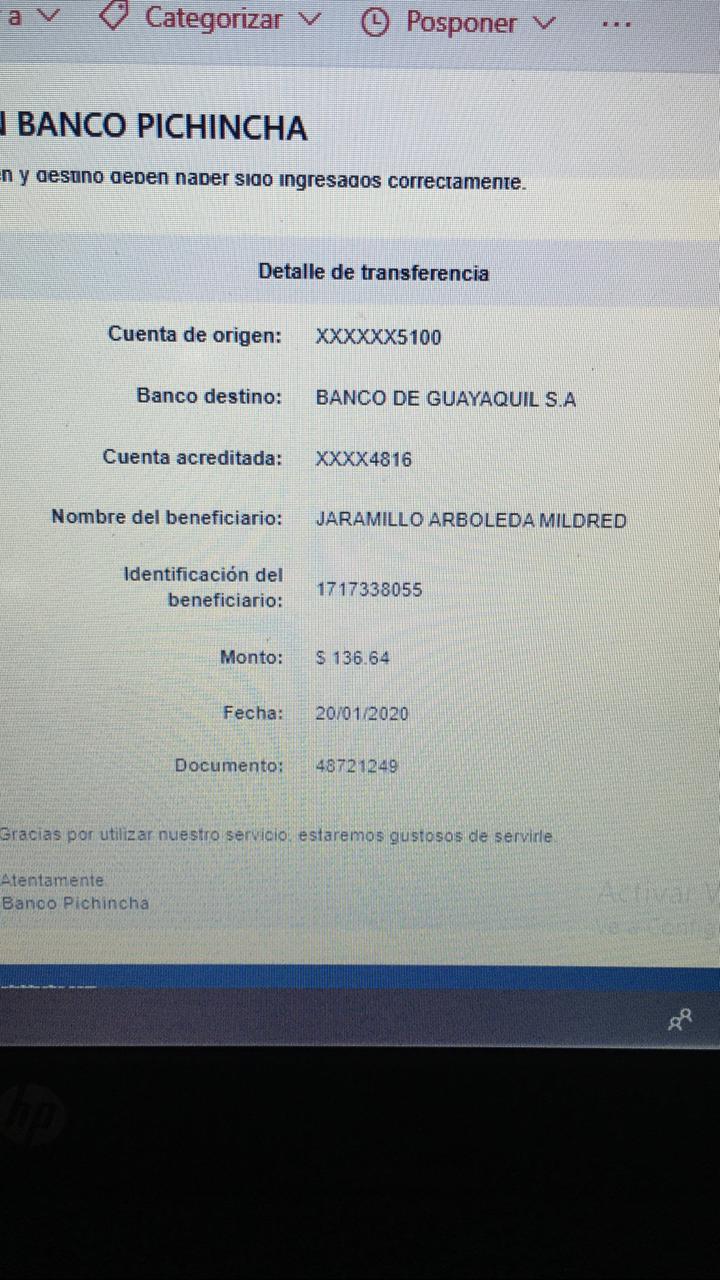 a
Categorizar
Posponer
...
BANCO PICHINCHA
n y destino deben haber sido ingresados correctamente.
Detalle de transferencia
Cuenta de origen: XXXXXX5100
Banco destino: BANCO DE GUAYAQUIL S.A
Cuenta acreditada: XXXX4816
Nombre del beneficiario: JARAMILLO ARBOLEDA MILDRED
Identificación del
beneficiario: 1717338055
Monto: $ 136.64
Fecha: 20/01/2020
Documento: 48721249
Gracias por utilizar nuestro servicio, estaremos gustosos de servirle
Atentamente
Banco Pichincha
Activar
Ve a Config
hp